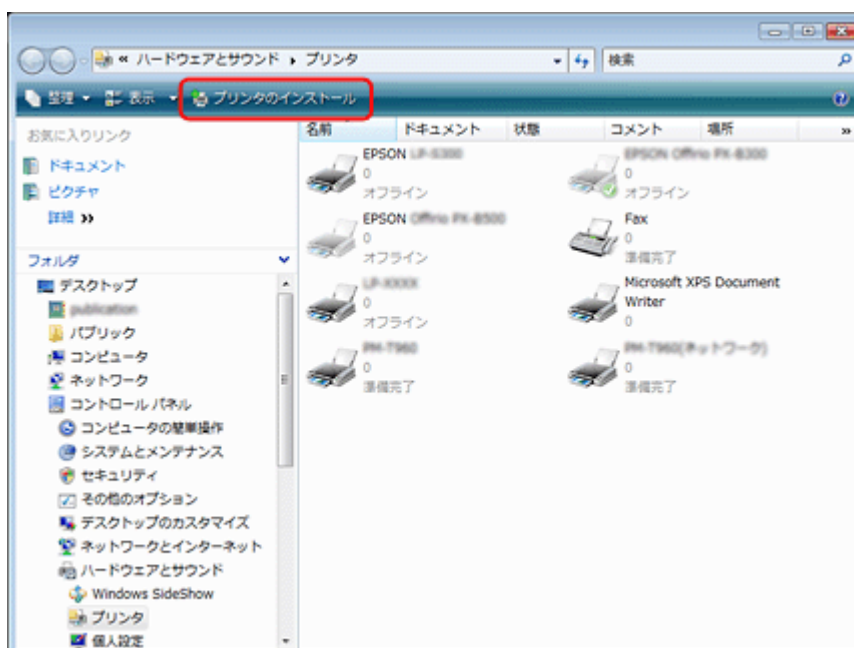 « ハードウェアとサウンド ▸ プリンタ
検索
整理 表示 プリンタのインストール
お気に入りリンク
ドキュメント
ピクチャ
詳細 »
フォルダ
デスクトップ
パブリック
コンピュータ
ネットワーク
コントロール パネル
コンピュータの簡単操作
システムとメンテナンス
セキュリティ
その他のオプション
デスクトップのカスタマイズ
ネットワークとインターネット
ハードウェアとサウンド
Windows SideShow
プリンタ
個人設定
名前 ドキュメント 状態 コメント 場所 »
EPSON
0
オフライン
0
オフライン
EPSON
0
オフライン
Fax
0
準備完了
0
オフライン
Microsoft XPS Document
Writer
0
0
準備完了
0
準備完了